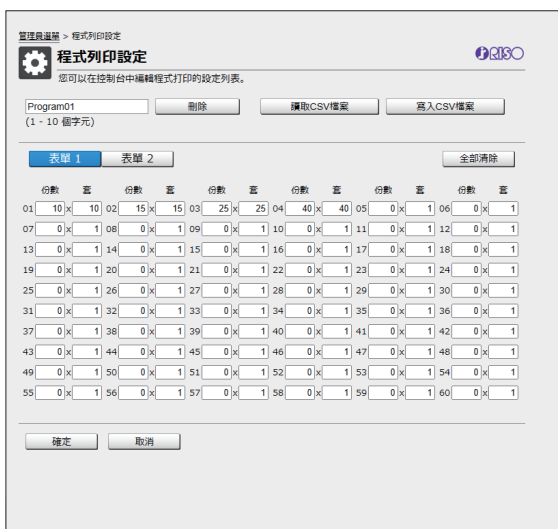 管理員選單 > 程式列印設定
程式列印設定
RISO
您可以在控制台中編輯程式打印的設定列表。
Program01 刪除 讀取CSV檔案 寫入CSV檔案
(1 - 10 個字元)
表單 1 表單 2 全部清除
份數 套 份數 套 份數 套 份數 套 份數 套 份數 套
01 10 x 10 02 15 x 15 03 25 x 25 04 40 x 40 05 0 x 1 06 0 x 1
07 0 x 1 08 0 x 1 09 0 x 1 10 0 x 1 11 0 x 1 12 0 x 1
13 0 x 1 14 0 x 1 15 0 x 1 16 0 x 1 17 0 x 1 18 0 x 1
19 0 x 1 20 0 x 1 21 0 x 1 22 0 x 1 23 0 x 1 24 0 x 1
25 0 x 1 26 0 x 1 27 0 x 1 28 0 x 1 29 0 x 1 30 0 x 1
31 0 x 1 32 0 x 1 33 0 x 1 34 0 x 1 35 0 x 1 36 0 x 1
37 0 x 1 38 0 x 1 39 0 x 1 40 0 x 1 41 0 x 1 42 0 x 1
43 0 x 1 44 0 x 1 45 0 x 1 46 0 x 1 47 0 x 1 48 0 x 1
49 0 x 1 50 0 x 1 51 0 x 1 52 0 x 1 53 0 x 1 54 0 x 1
55 0 x 1 56 0 x 1 57 0 x 1 58 0 x 1 59 0 x 1 60 0 x 1
確定 取消